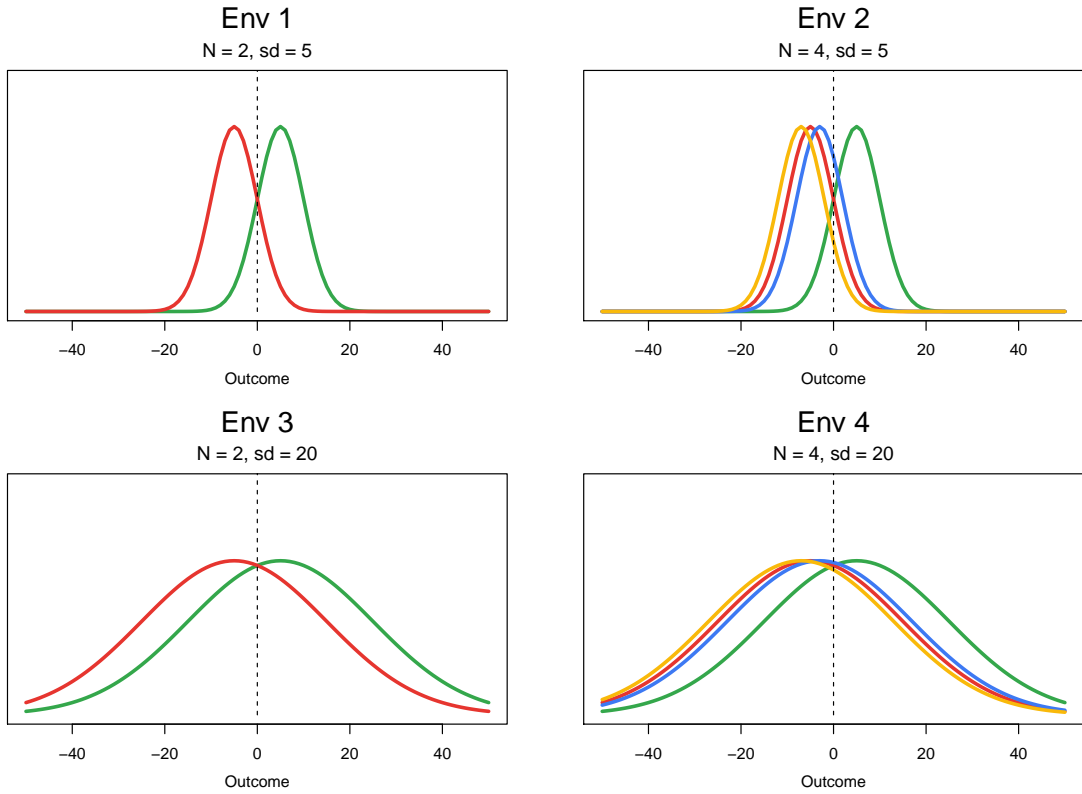 Env 1
N = 2, sd = 5
−40 −20 0 20 40
Outcome
Env 2
N = 4, sd = 5
−40 −20 0 20 40
Outcome
Env 3
N = 2, sd = 20
−40 −20 0 20 40
Outcome
Env 4
N = 4, sd = 20
−40 −20 0 20 40
Outcome